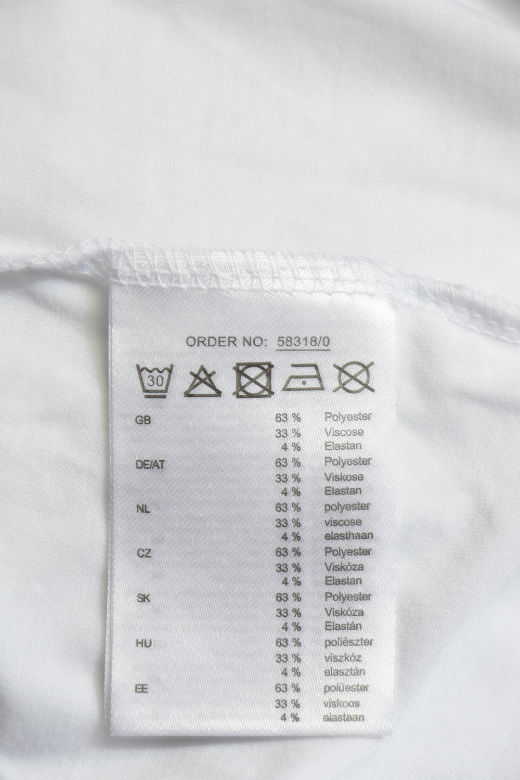 ORDER NO: 58318/0
30
GB 63 % Polyester
33 % Viscose
4 % Elastan
DE/AT 63 % Polyester
33 % Viskose
4 % Elastan
NL 63 % polyester
33 % viscose
4 % elasthaan
CZ 63 % Polyester
33 % Viskóza
4 % Elastan
SK 63 % Polyester
33 % Viskóza
4 % Elastán
HU 63 % poliészter
33 % viszkóz
4 % elasztán
EE 63 % polüester
33 % viskoos
4 % elastaan